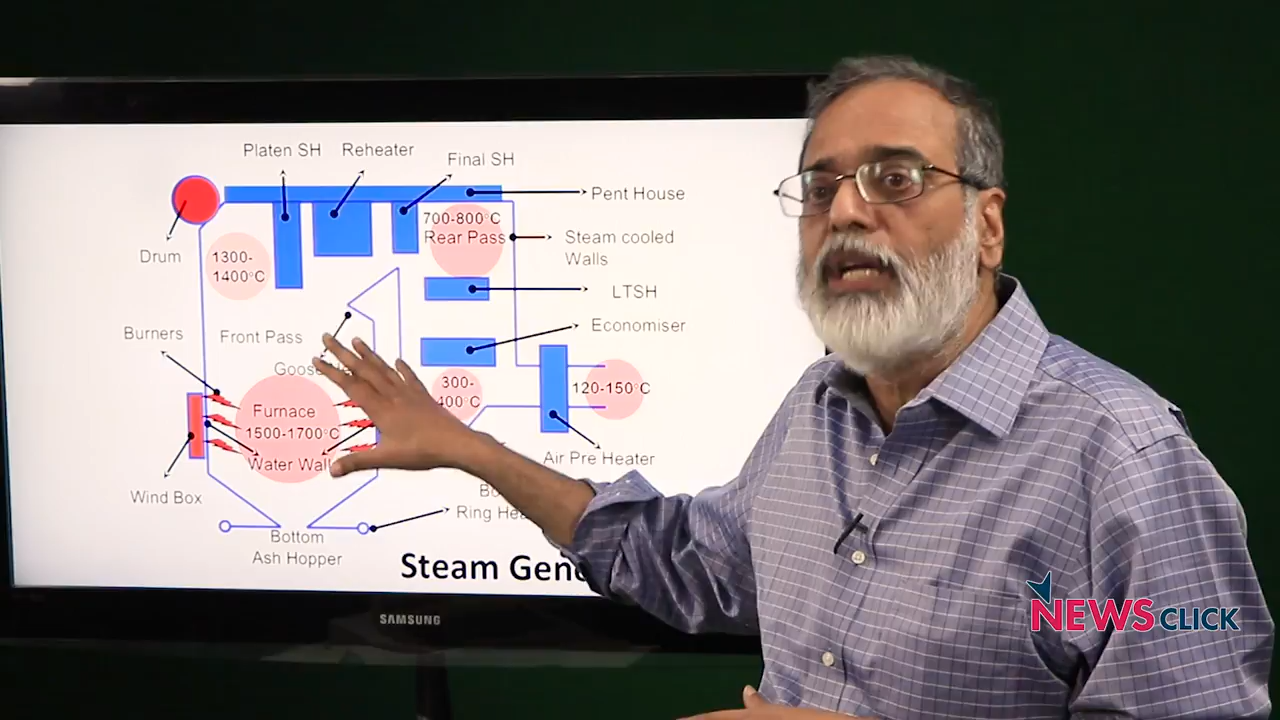 Platen SH
Reheater
Final SH
Pent House
700-800°C
Rear Pass
Steam cooled
Walls
Drum
1300-
1400°C
LTSH
Economiser
Burners
Front Pass
300-
400°C
120-150°C
Furnace
1500-1700°C
Water Wall
Air Pre Heater
Wind Box
Ring
Bottom
Ash Hopper
Steam
SAMSUNG
NEWSCLICK